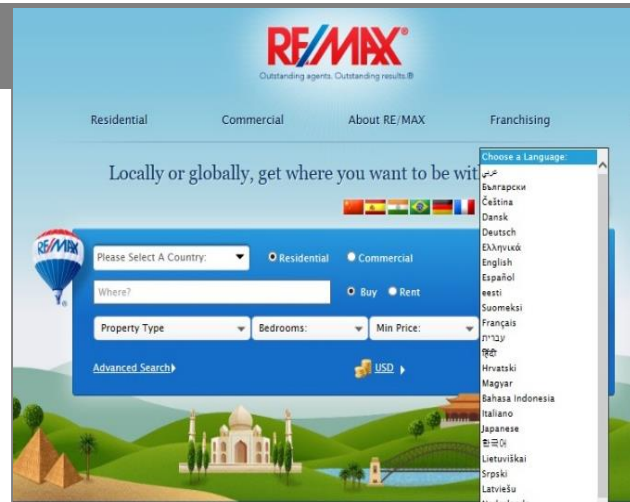 RE/MAX®
Outstanding agents. Outstanding results.®
Residential Commercial About RE/MAX Franchising
Locally or globally, get where you want to be
RE/MAX
Please Select A Country: Residential Commercial
Where? Buy Rent
Property Type Bedrooms: Min Price:
Advanced Search USD
Choose a Language:
عربي
Български
Čeština
Dansk
Deutsch
Ελληνικά
English
Español
eesti
Suomeksi
Français
עברית
हिंदी
Hrvatski
Magyar
Bahasa Indonesia
Italiano
Japanese
한국어
Lietuviškai
Srpski
Latviešu